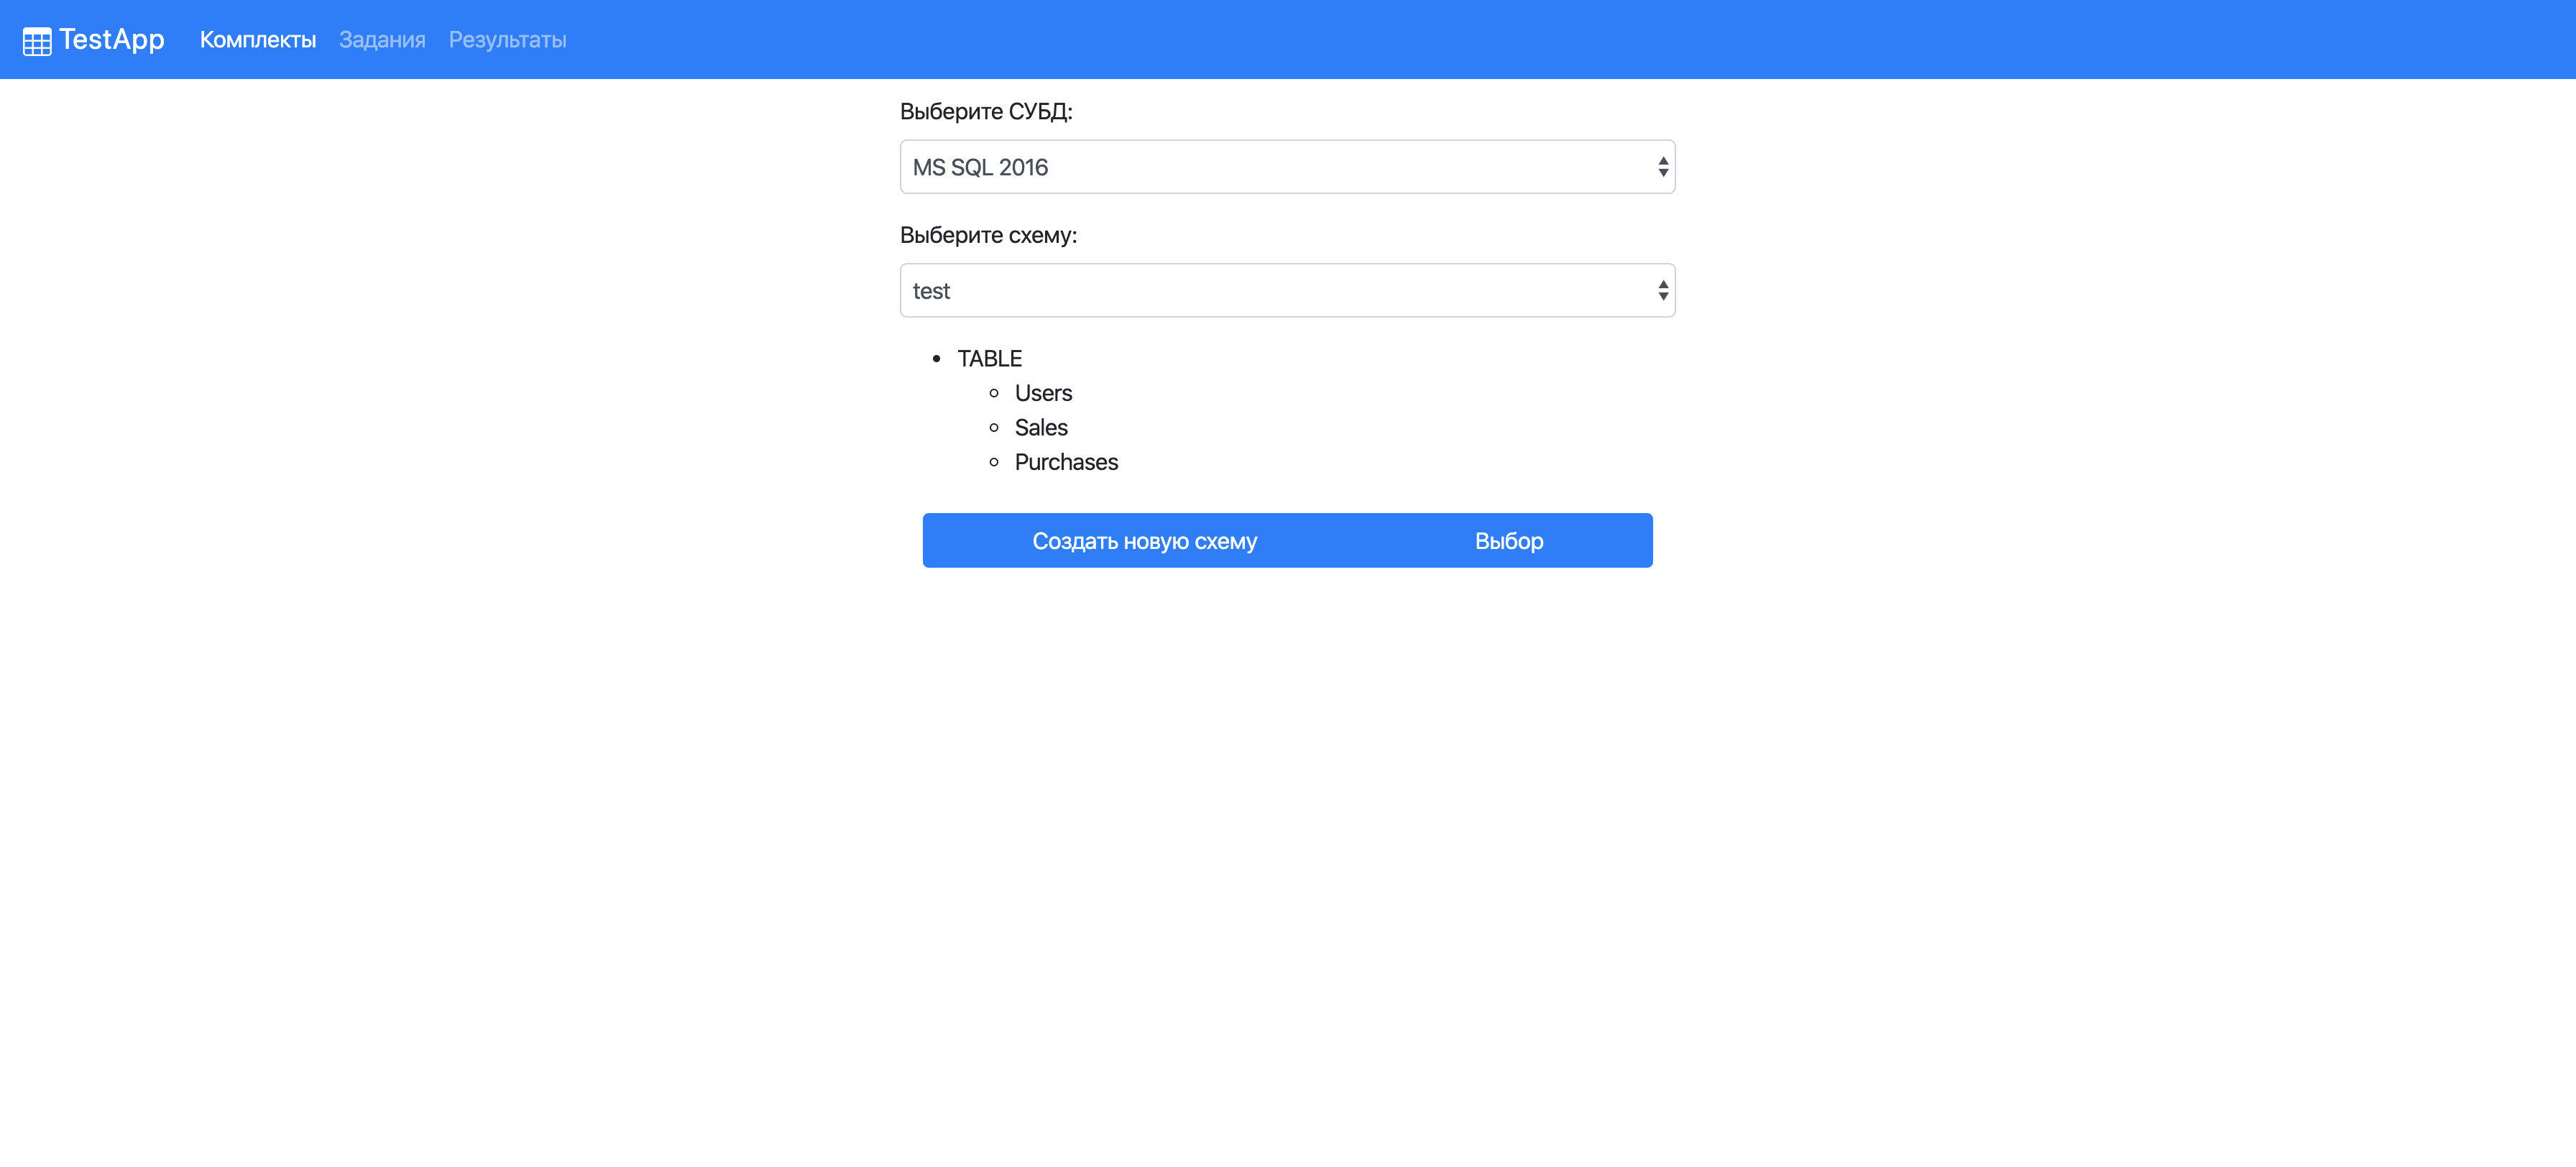 TestApp Комплекты Задания Результаты
Выберите СУБД:
MS SQL 2016
Выберите схему:
test
TABLE
Users
Sales
Purchases
Создать новую схему Выбор